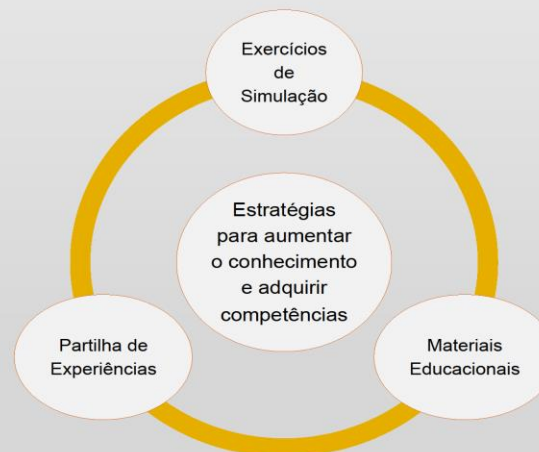 Exercícios
de
Simulação
Estratégias
para aumentar
o conhecimento
e adquirir
competências
Partilha de
Experiências
Materiais
Educacionais